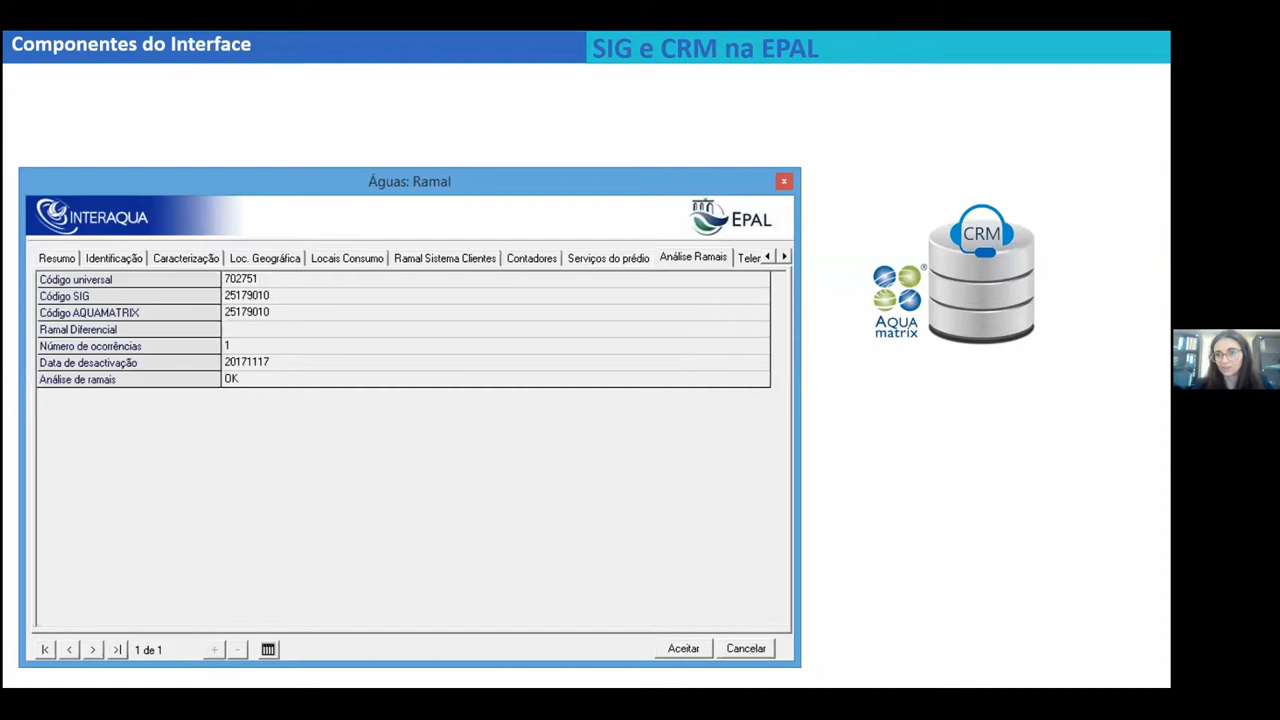 Componentes do Interface
SIG e CRM na EPAL
Águas: Ramal
x
INTERAQUA
EPAL
Resumo
Identificação
Caracterização
Loc. Geográfica
Locais Consumo
Ramal Sistema Clientes
Contadores
Serviços do prédio
Análise Ramais
Teler
Código universal 702751
Código SIG 25179010
Código AQUAMATRIX 25179010
Ramal Diferencial
Número de ocorrências 1
Data de desactivação 20171117
Análise de ramais OK
1 de 1
+ -
Aceitar
Cancelar
CRM
AQUA
matrix
®